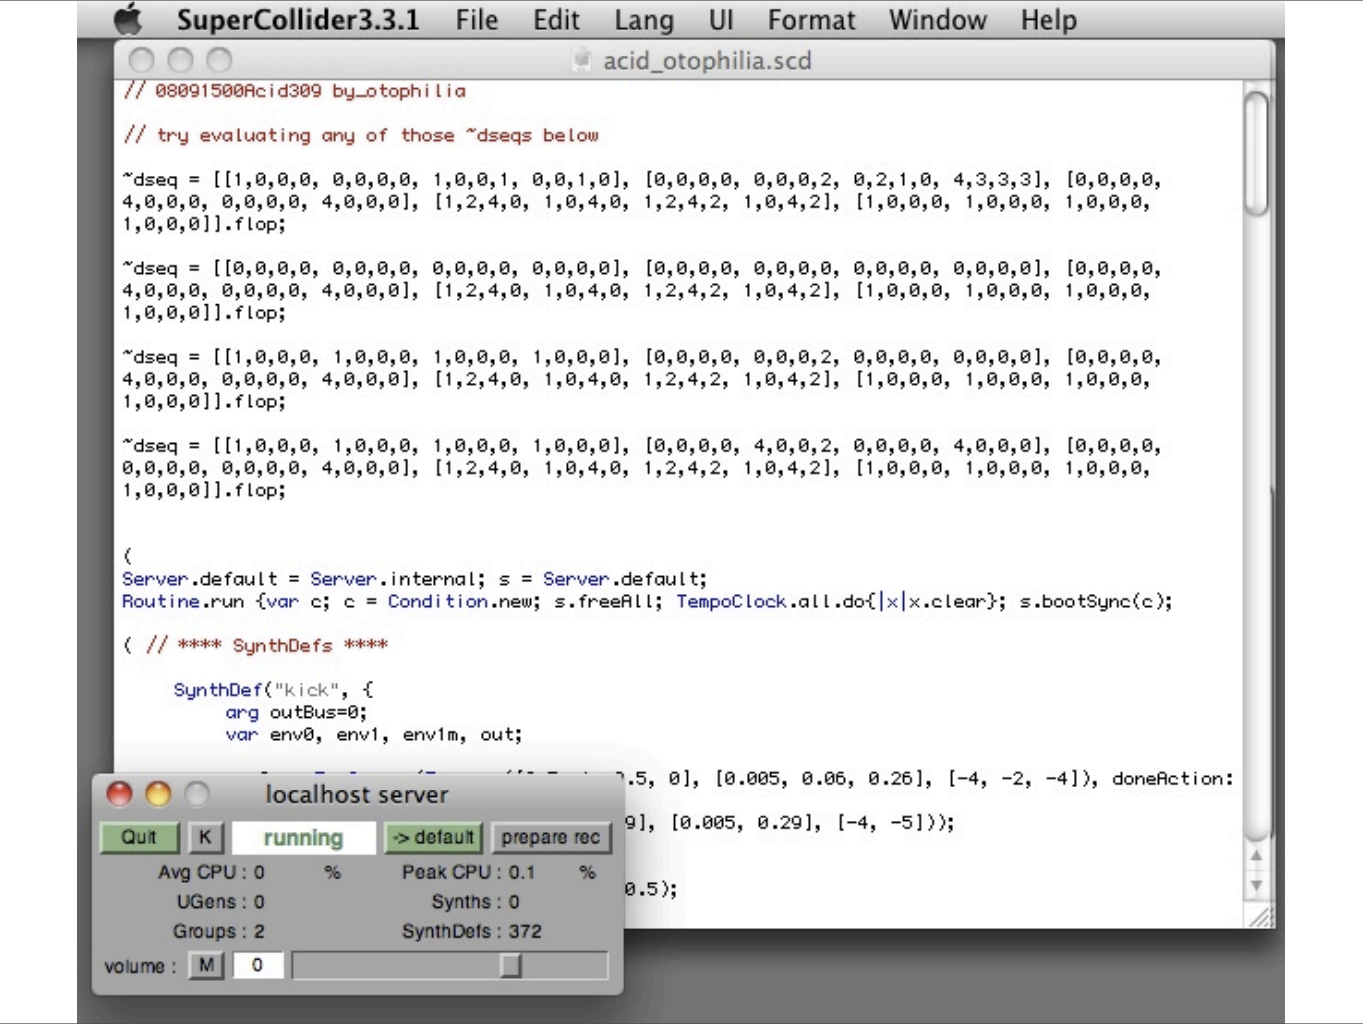 SuperCollider3.3.1 File Edit Lang UI Format Window Help
acid_otophilia.scd
// 08091500Acid309 by_otophilia
// try evaluating any of those ~dseqs below
~dseq = [[1,0,0,0, 0,0,0,0, 1,0,0,1, 0,0,1,0], [0,0,0,0, 0,0,0,2, 0,2,1,0, 4,3,3,3], [0,0,0,0,
4,0,0,0, 0,0,0,0, 4,0,0,0], [1,2,4,0, 1,0,4,0, 1,2,4,2, 1,0,4,2], [1,0,0,0, 1,0,0,0, 1,0,0,0,
1,0,0,0]].flop;
~dseq = [[0,0,0,0, 0,0,0,0, 0,0,0,0, 0,0,0,0], [0,0,0,0, 0,0,0,0, 0,0,0,0, 0,0,0,0], [0,0,0,0,
4,0,0,0, 0,0,0,0, 4,0,0,0], [1,2,4,0, 1,0,4,0, 1,2,4,2, 1,0,4,2], [1,0,0,0, 1,0,0,0, 1,0,0,0,
1,0,0,0]].flop;
~dseq = [[1,0,0,0, 1,0,0,0, 1,0,0,0, 1,0,0,0], [0,0,0,0, 0,0,0,2, 0,0,0,0, 0,0,0,0], [0,0,0,0,
4,0,0,0, 0,0,0,0, 4,0,0,0], [1,2,4,0, 1,0,4,0, 1,2,4,2, 1,0,4,2], [1,0,0,0, 1,0,0,0, 1,0,0,0,
1,0,0,0]].flop;
~dseq = [[1,0,0,0, 1,0,0,0, 1,0,0,0, 1,0,0,0], [0,0,0,0, 4,0,0,2, 0,0,0,0, 4,0,0,0], [0,0,0,0,
0,0,0,0, 0,0,0,0, 4,0,0,0], [1,2,4,0, 1,0,4,0, 1,2,4,2, 1,0,4,2], [1,0,0,0, 1,0,0,0, 1,0,0,0,
1,0,0,0]].flop;
(
Server.default = Server.internal; s = Server.default;
Routine.run {var c; c = Condition.new; s.freeAll; TempoClock.all.do{|x|x.clear}; s.bootSync(c);
( // **** SynthDefs ****
SynthDef("kick", {
arg outBus=0;
var env0, env1, env1m, out;
.5, 0], [0.005, 0.06, 0.26], [-4, -2, -4]), doneAction:
9], [0.005, 0.29], [-4, -5]));
0.5);
localhost server
Quit K running -> default prepare rec
Avg CPU : 0 % Peak CPU : 0.1 %
UGens : 0 Synths : 0
Groups : 2 SynthDefs : 372
volume : M 0